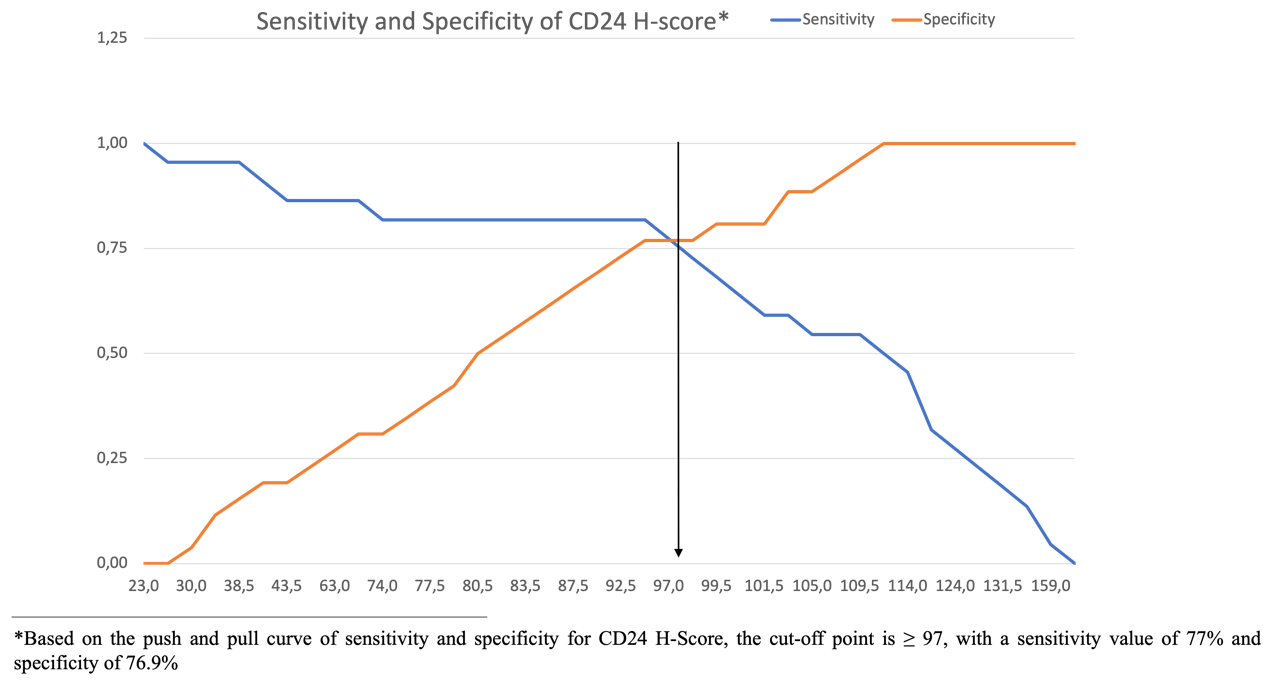 Sensitivity and Specificity of CD24 H-score*
Sensitivity
Specificity
1,25
1,00
0,75
0,50
0,25
0,00
23,0 30,0 38,5 43,5 63,0 74,0 77,5 80,5 83,5 87,5 92,5 97,0 99,5 101,5 105,0 109,5 114,0 124,0 131,5 159,0
*Based on the push and pull curve of sensitivity and specificity for CD24 H-Score, the cut-off point is ≥ 97, with a sensitivity value of 77% and
specificity of 76.9%